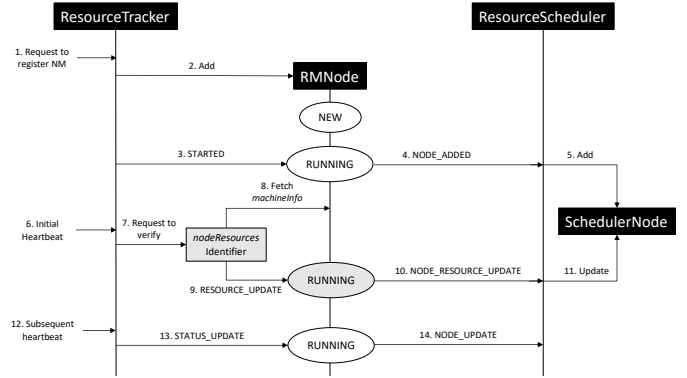 ResourceTracker
ResourceScheduler
1. Request to
register NM
2. Add
RMNode
NEW
3. STARTED
RUNNING
4. NODE_ADDED
5. Add
8. Fetch
machineInfo
6. Initial
Heartbeat
7. Request to
verify
nodeResources
Identifier
SchedulerNode
9. RESOURCE_UPDATE
RUNNING
10. NODE_RESOURCE_UPDATE
11. Update
12. Subsequent
heartbeat
13. STATUS_UPDATE
RUNNING
14. NODE_UPDATE